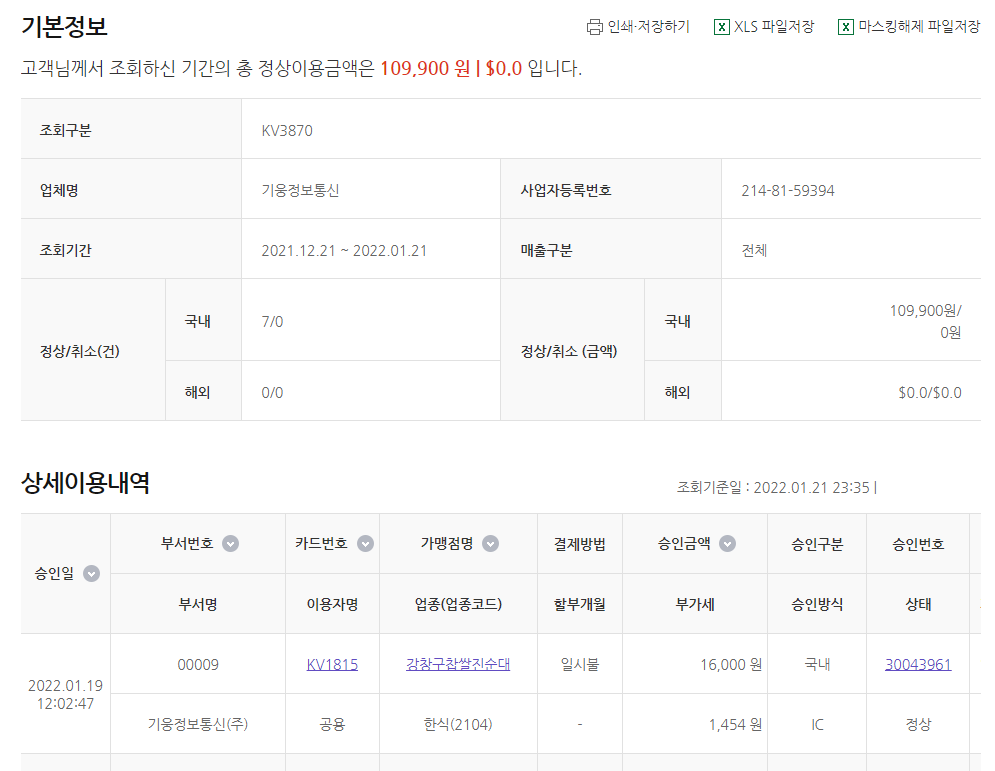 기본정보
인쇄·저장하기 XLS 파일저장 마스킹해제 파일저장
고객님께서 조회하신 기간의 총 정상이용금액은 109,900 원 | $0.0 입니다.
조회구분 KV3870
업체명 기웅정보통신 사업자등록번호 214-81-59394
조회기간 2021.12.21 ~ 2022.01.21 매출구분 전체
정상/취소(건) 국내 7/0 정상/취소 (금액) 국내 109,900원/
0원
해외 0/0 해외 $0.0/$0.0
상세이용내역
조회기준일 : 2022.01.21 23:35 |
승인일 부서번호 카드번호 가맹점명 결제방법 승인금액 승인구분 승인번호
부서명 이용자명 업종(업종코드) 할부개월 부가세 승인방식 상태
2022.01.19
12:02:47
00009 KV1815 강창구찹쌀진순대 일시불 16,000 원 국내 30043961
기웅정보통신(주) 공용 한식(2104) - 1,454 원 IC 정상